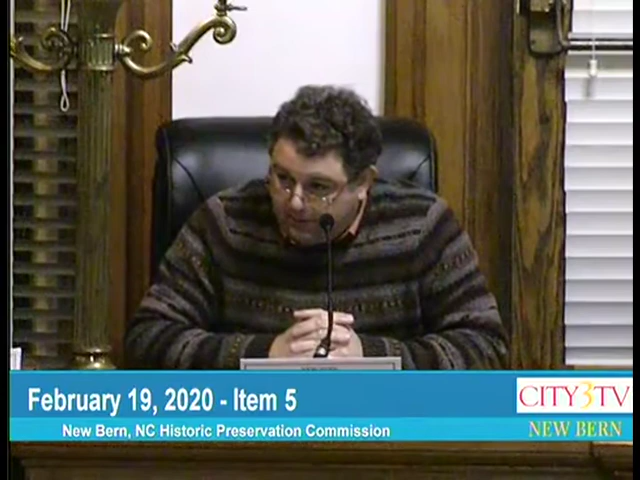 February 19, 2020 - Item 5
New Bern, NC Historic Preservation Commission
CITY3TV
NEW BERN